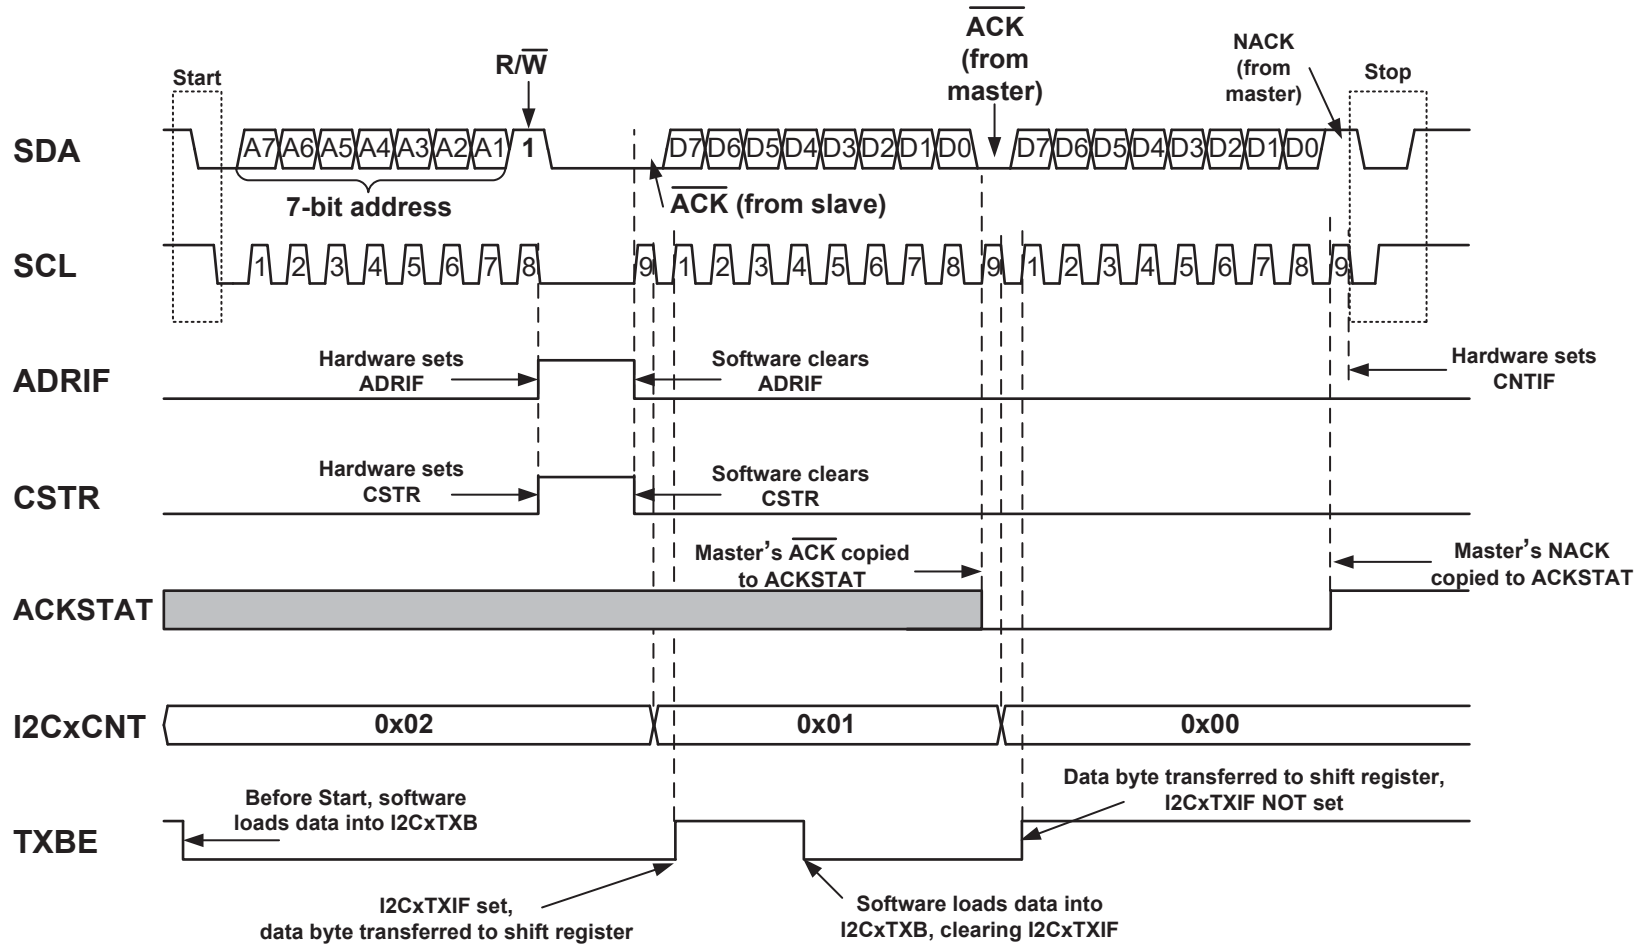 Start
R/W
ACK
(from
master)
NACK
(from
master)
Stop
SDA
A7 A6 A5 A4 A3 A2 A1 1 D7 D6 D5 D4 D3 D2 D1 D0 D7 D6 D5 D4 D3 D2 D1 D0
7-bit address
ACK (from slave)
SCL
1 2 3 4 5 6 7 8 9 1 2 3 4 5 6 7 8 9 1 2 3 4 5 6 7 8 9
ADRIF
Hardware sets
ADRIF
Software clears
ADRIF
Hardware sets
CNTIF
CSTR
Hardware sets
CSTR
Software clears
CSTR
ACKSTAT
Master’s ACK copied
to ACKSTAT
Master’s NACK
copied to ACKSTAT
I2CxCNT
0x02 0x01 0x00
TXBE
Before Start, software
loads data into I2CxTXB
Data byte transferred to shift register,
I2CxTXIF NOT set
I2CxTXIF set,
data byte transferred to shift register
Software loads data into
I2CxTXB, clearing I2CxTXIF